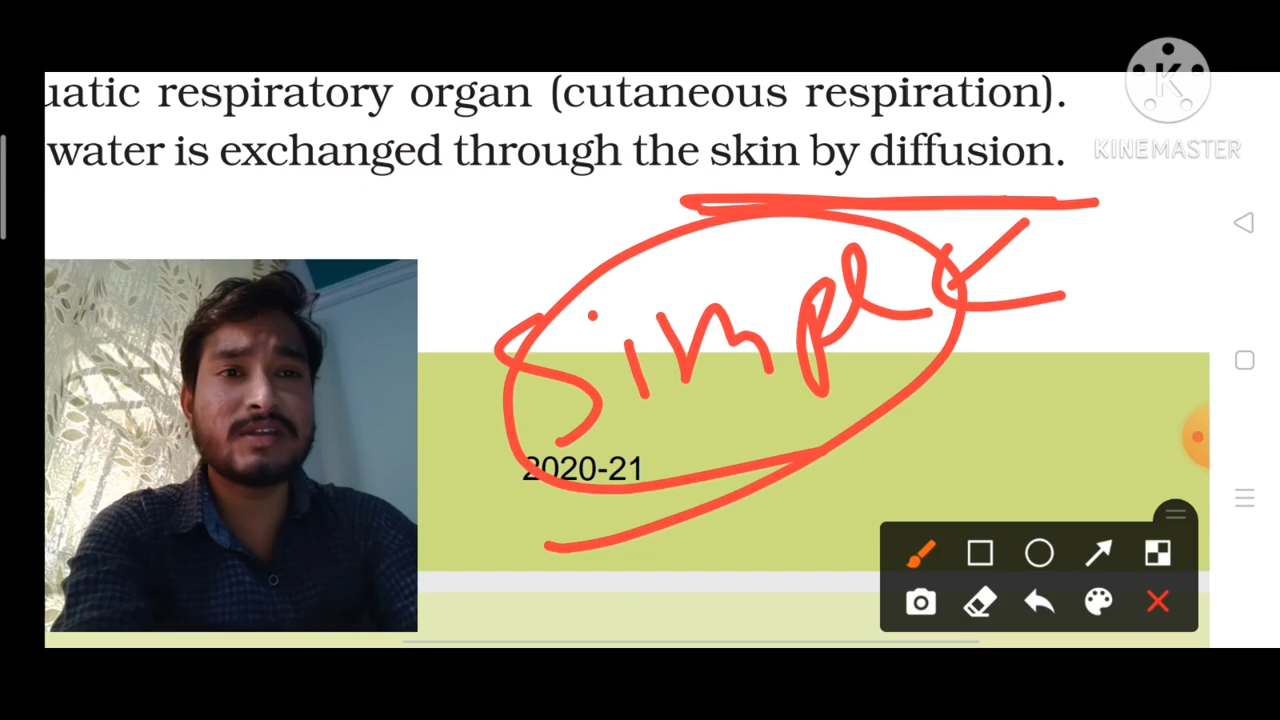 uatic respiratory organ (cutaneous respiration).
K
KINEMASTER
water is exchanged through the skin by diffusion.
Simple
2020-21